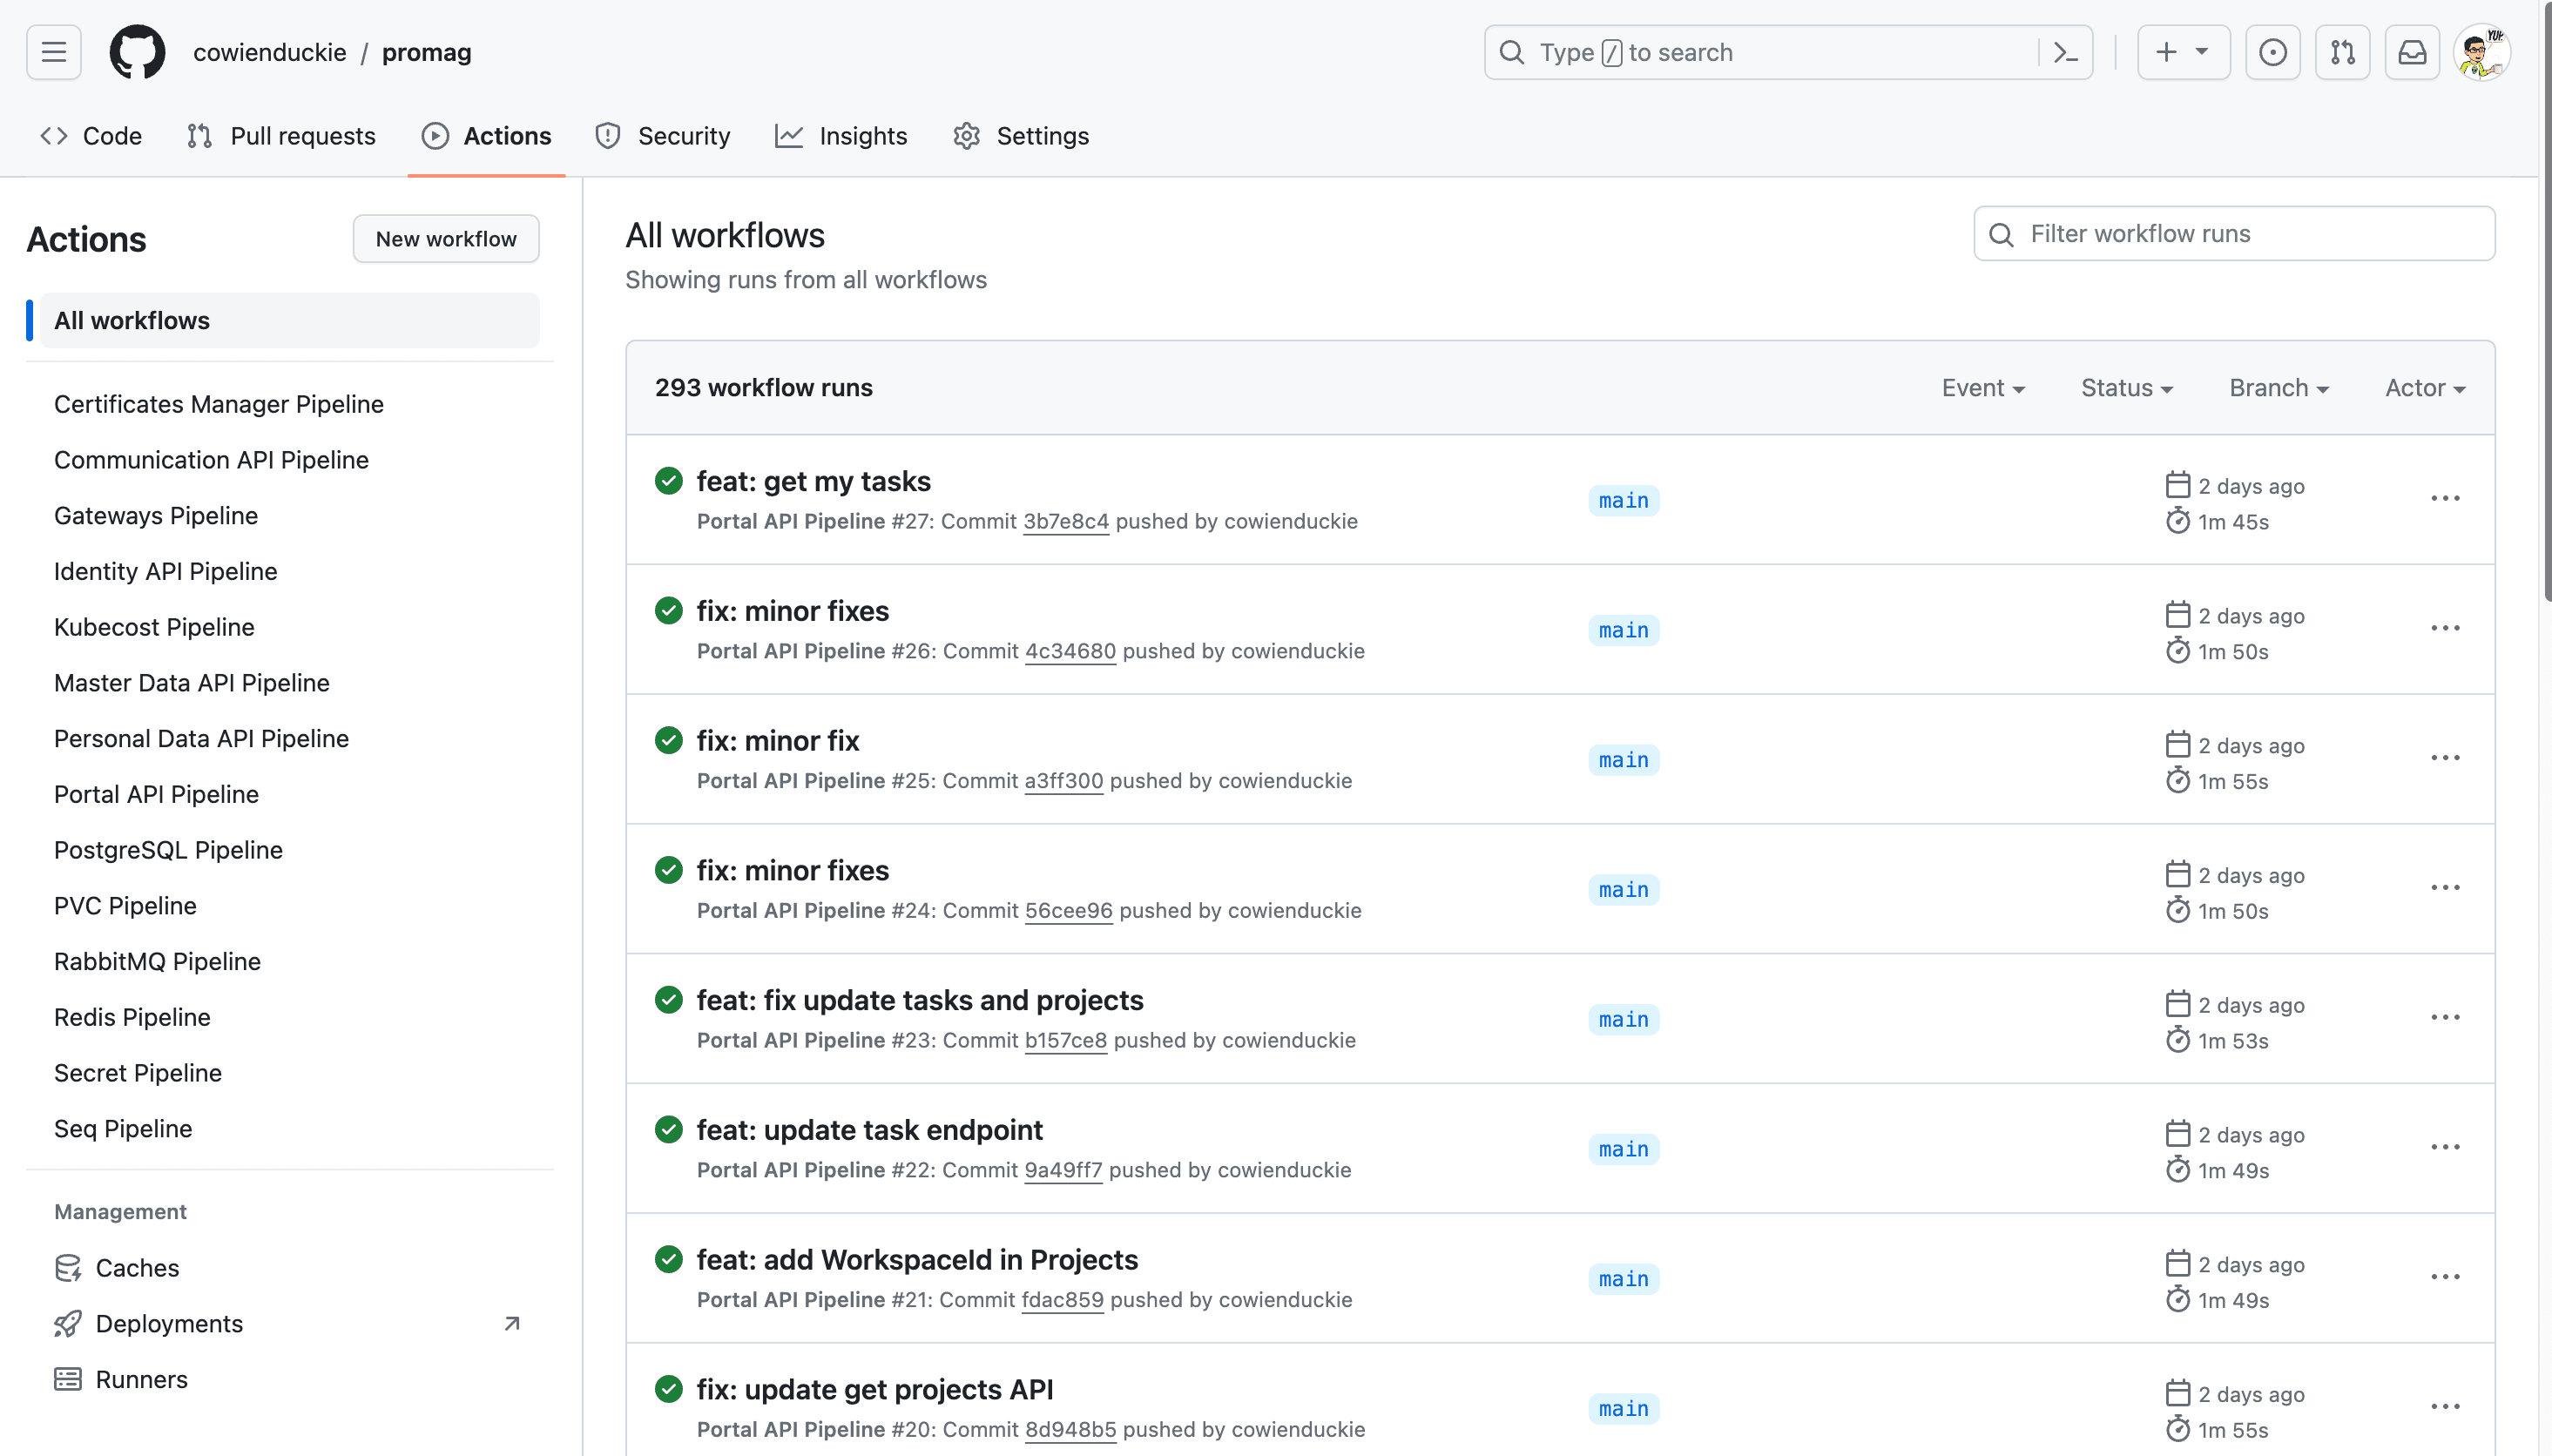 cowienduckie / promag
Type / to search
Code
Pull requests
Actions
Security
Insights
Settings
Actions
New workflow
All workflows
Certificates Manager Pipeline
Communication API Pipeline
Gateways Pipeline
Identity API Pipeline
Kubecost Pipeline
Master Data API Pipeline
Personal Data API Pipeline
Portal API Pipeline
PostgreSQL Pipeline
PVC Pipeline
RabbitMQ Pipeline
Redis Pipeline
Secret Pipeline
Seq Pipeline
Management
Caches
Deployments
Runners
All workflows
Showing runs from all workflows
Filter workflow runs
293 workflow runs
Event
Status
Branch
Actor
feat: get my tasks
Portal API Pipeline #27: Commit 3b7e8c4 pushed by cowienduckie
main
2 days ago
1m 45s
fix: minor fixes
Portal API Pipeline #26: Commit 4c34680 pushed by cowienduckie
main
2 days ago
1m 50s
fix: minor fix
Portal API Pipeline #25: Commit a3ff300 pushed by cowienduckie
main
2 days ago
1m 55s
fix: minor fixes
Portal API Pipeline #24: Commit 56cee96 pushed by cowienduckie
main
2 days ago
1m 50s
feat: fix update tasks and projects
Portal API Pipeline #23: Commit b157ce8 pushed by cowienduckie
main
2 days ago
1m 53s
feat: update task endpoint
Portal API Pipeline #22: Commit 9a49ff7 pushed by cowienduckie
main
2 days ago
1m 49s
feat: add WorkspaceId in Projects
Portal API Pipeline #21: Commit fdac859 pushed by cowienduckie
main
2 days ago
1m 49s
fix: update get projects API
Portal API Pipeline #20: Commit 8d948b5 pushed by cowienduckie
main
2 days ago
1m 55s